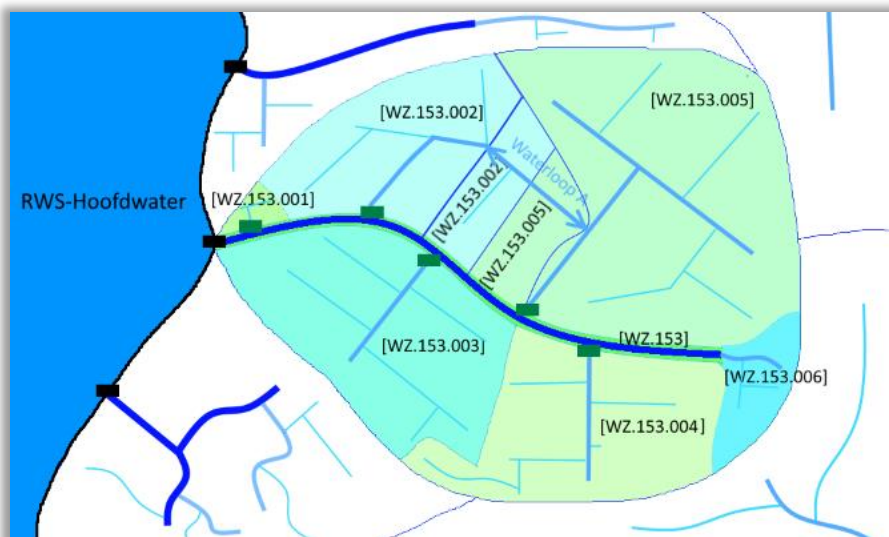 [WZ.153.002]
[WZ.153.005]
Waterloop A
[WZ.153.002]
[WZ.153.001]
RWS-Hoofdwater
[WZ.153.005]
[WZ.153]
[WZ.153.003]
[WZ.153.006]
[WZ.153.004]